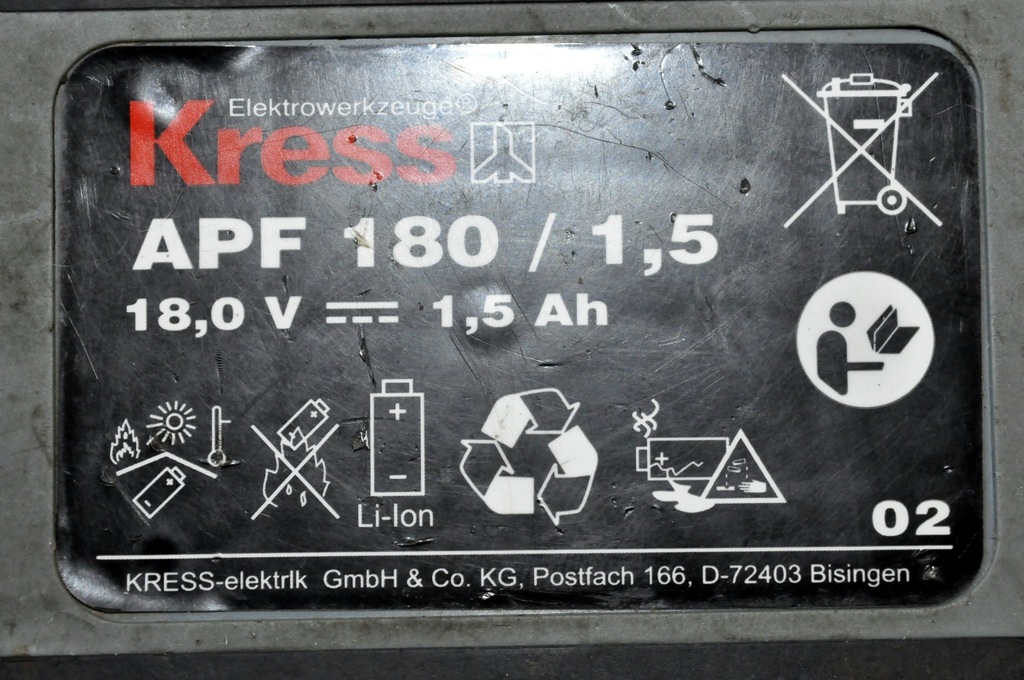 Elektrowerkzeuge©
Kress
APF 180 / 1,5
18,0 V 1,5 Ah
+
-
Li-Ion
02
KRESS-elektrIk GmbH & Co. KG, Postfach 166, D-72403 Bisingen